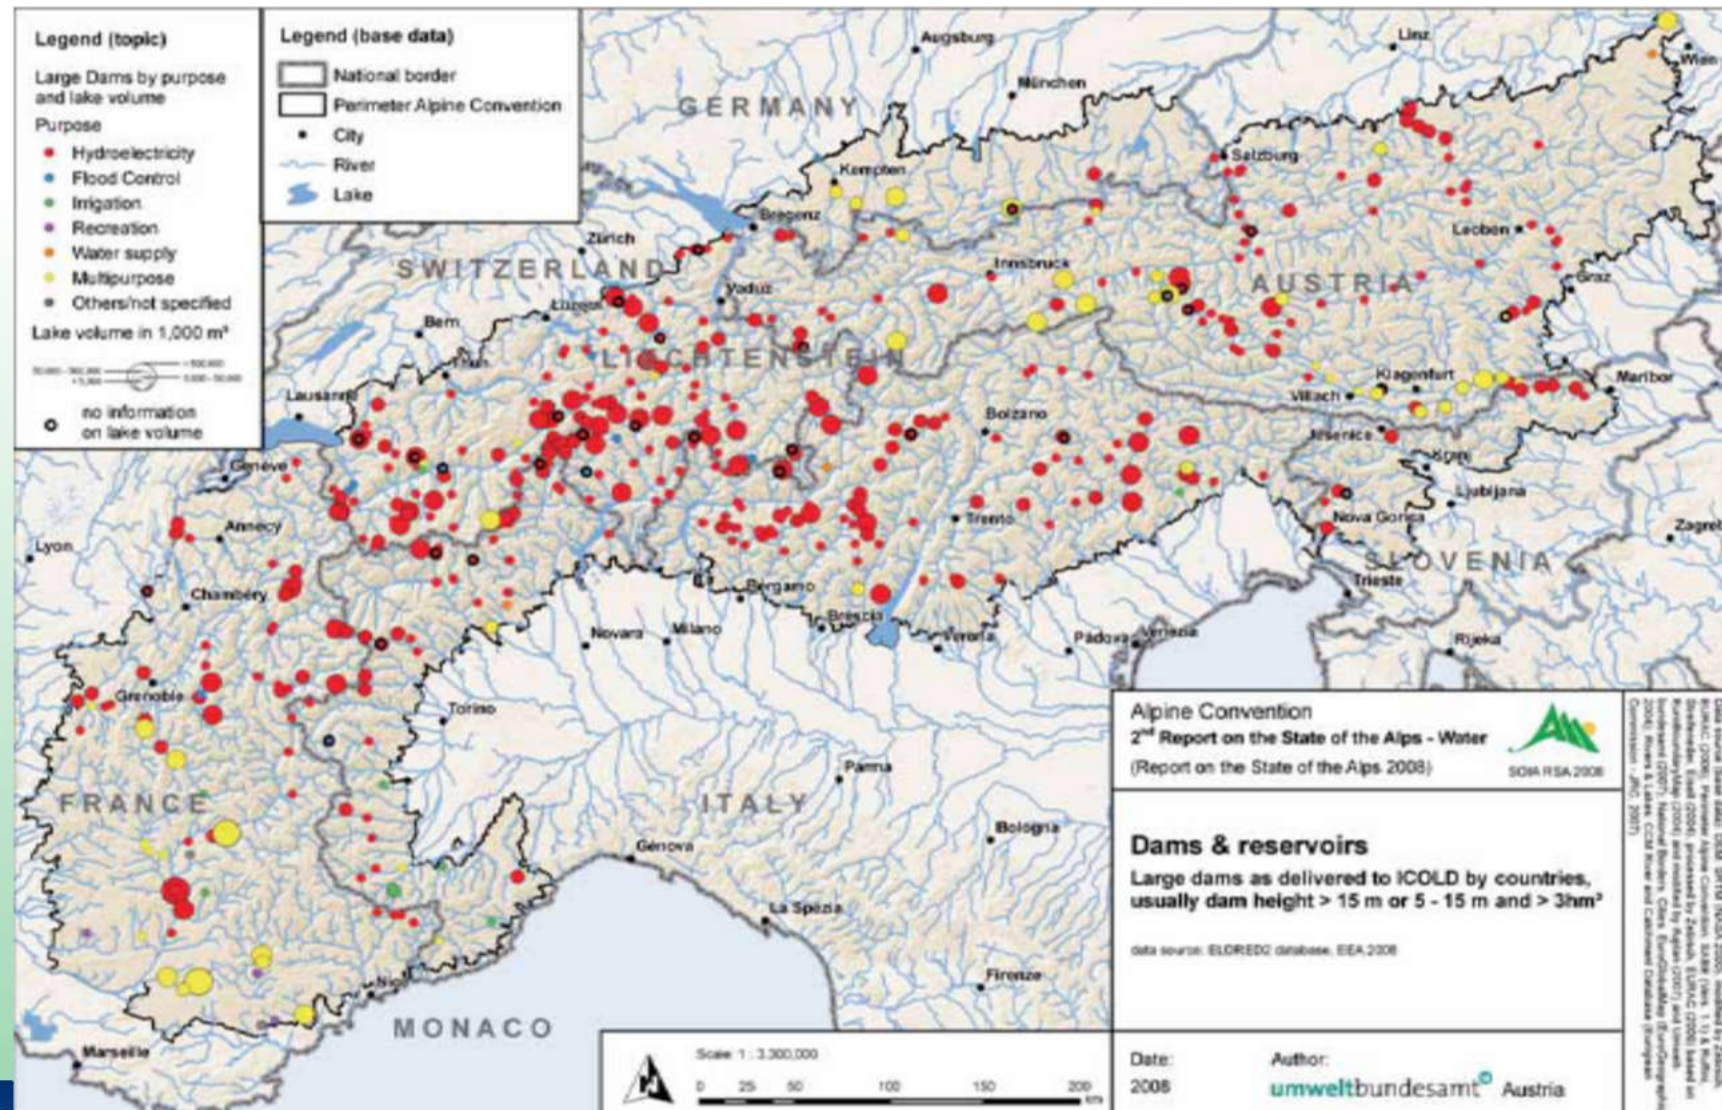 Legend (topic)
Large Dams by purpose
and lake volume
Purpose
Hydroelectricity
Flood Control
Irrigation
Recreation
Water supply
Multipurpose
Others/not specified
Lake volume in 1,000 m³
no information
on lake volume
Legend (base data)
National border
Perimeter Alpine Convention
City
River
Lake
Augsburg
Linz
Wien
München
GERMANY
Salzburg
Kempten
Bregenz
Leoben
Zürich
SWITZERLAND
Innsbruck
AUSTRIA
Graz
Vaduz
Luzern
Bern
LIECHTENSTEIN
Thun
Klagenfurt
Maribor
Lausanne
Villach
Bolzano
Jesenice
Kranj
Genève
Ljubljana
Annecy
Trento
Nova Gorica
Zagreb
Lyon
SLOVENIA
Trieste
Chambéry
Bergamo
Brescia
Novara
Milano
Verona
Padova
Venezia
Rijeka
Grenoble
Torino
Parma
FRANCE
ITALY
Bologna
Génova
La Spezia
Firenze
Nice
MONACO
Marseille
Alpine Convention
2nd Report on the State of the Alps - Water
(Report on the State of the Alps 2008)
SOIA RSA 2008
Dams & reservoirs
Large dams as delivered to ICOLD by countries,
usually dam height > 15 m or 5 - 15 m and > 3hm³
data source: ELDRED2 database, EEA 2008
Scale: 1 : 3.300,000
0 25 50 100 150 200
km
Date:
2008
Author:
umweltbundesamt Austria